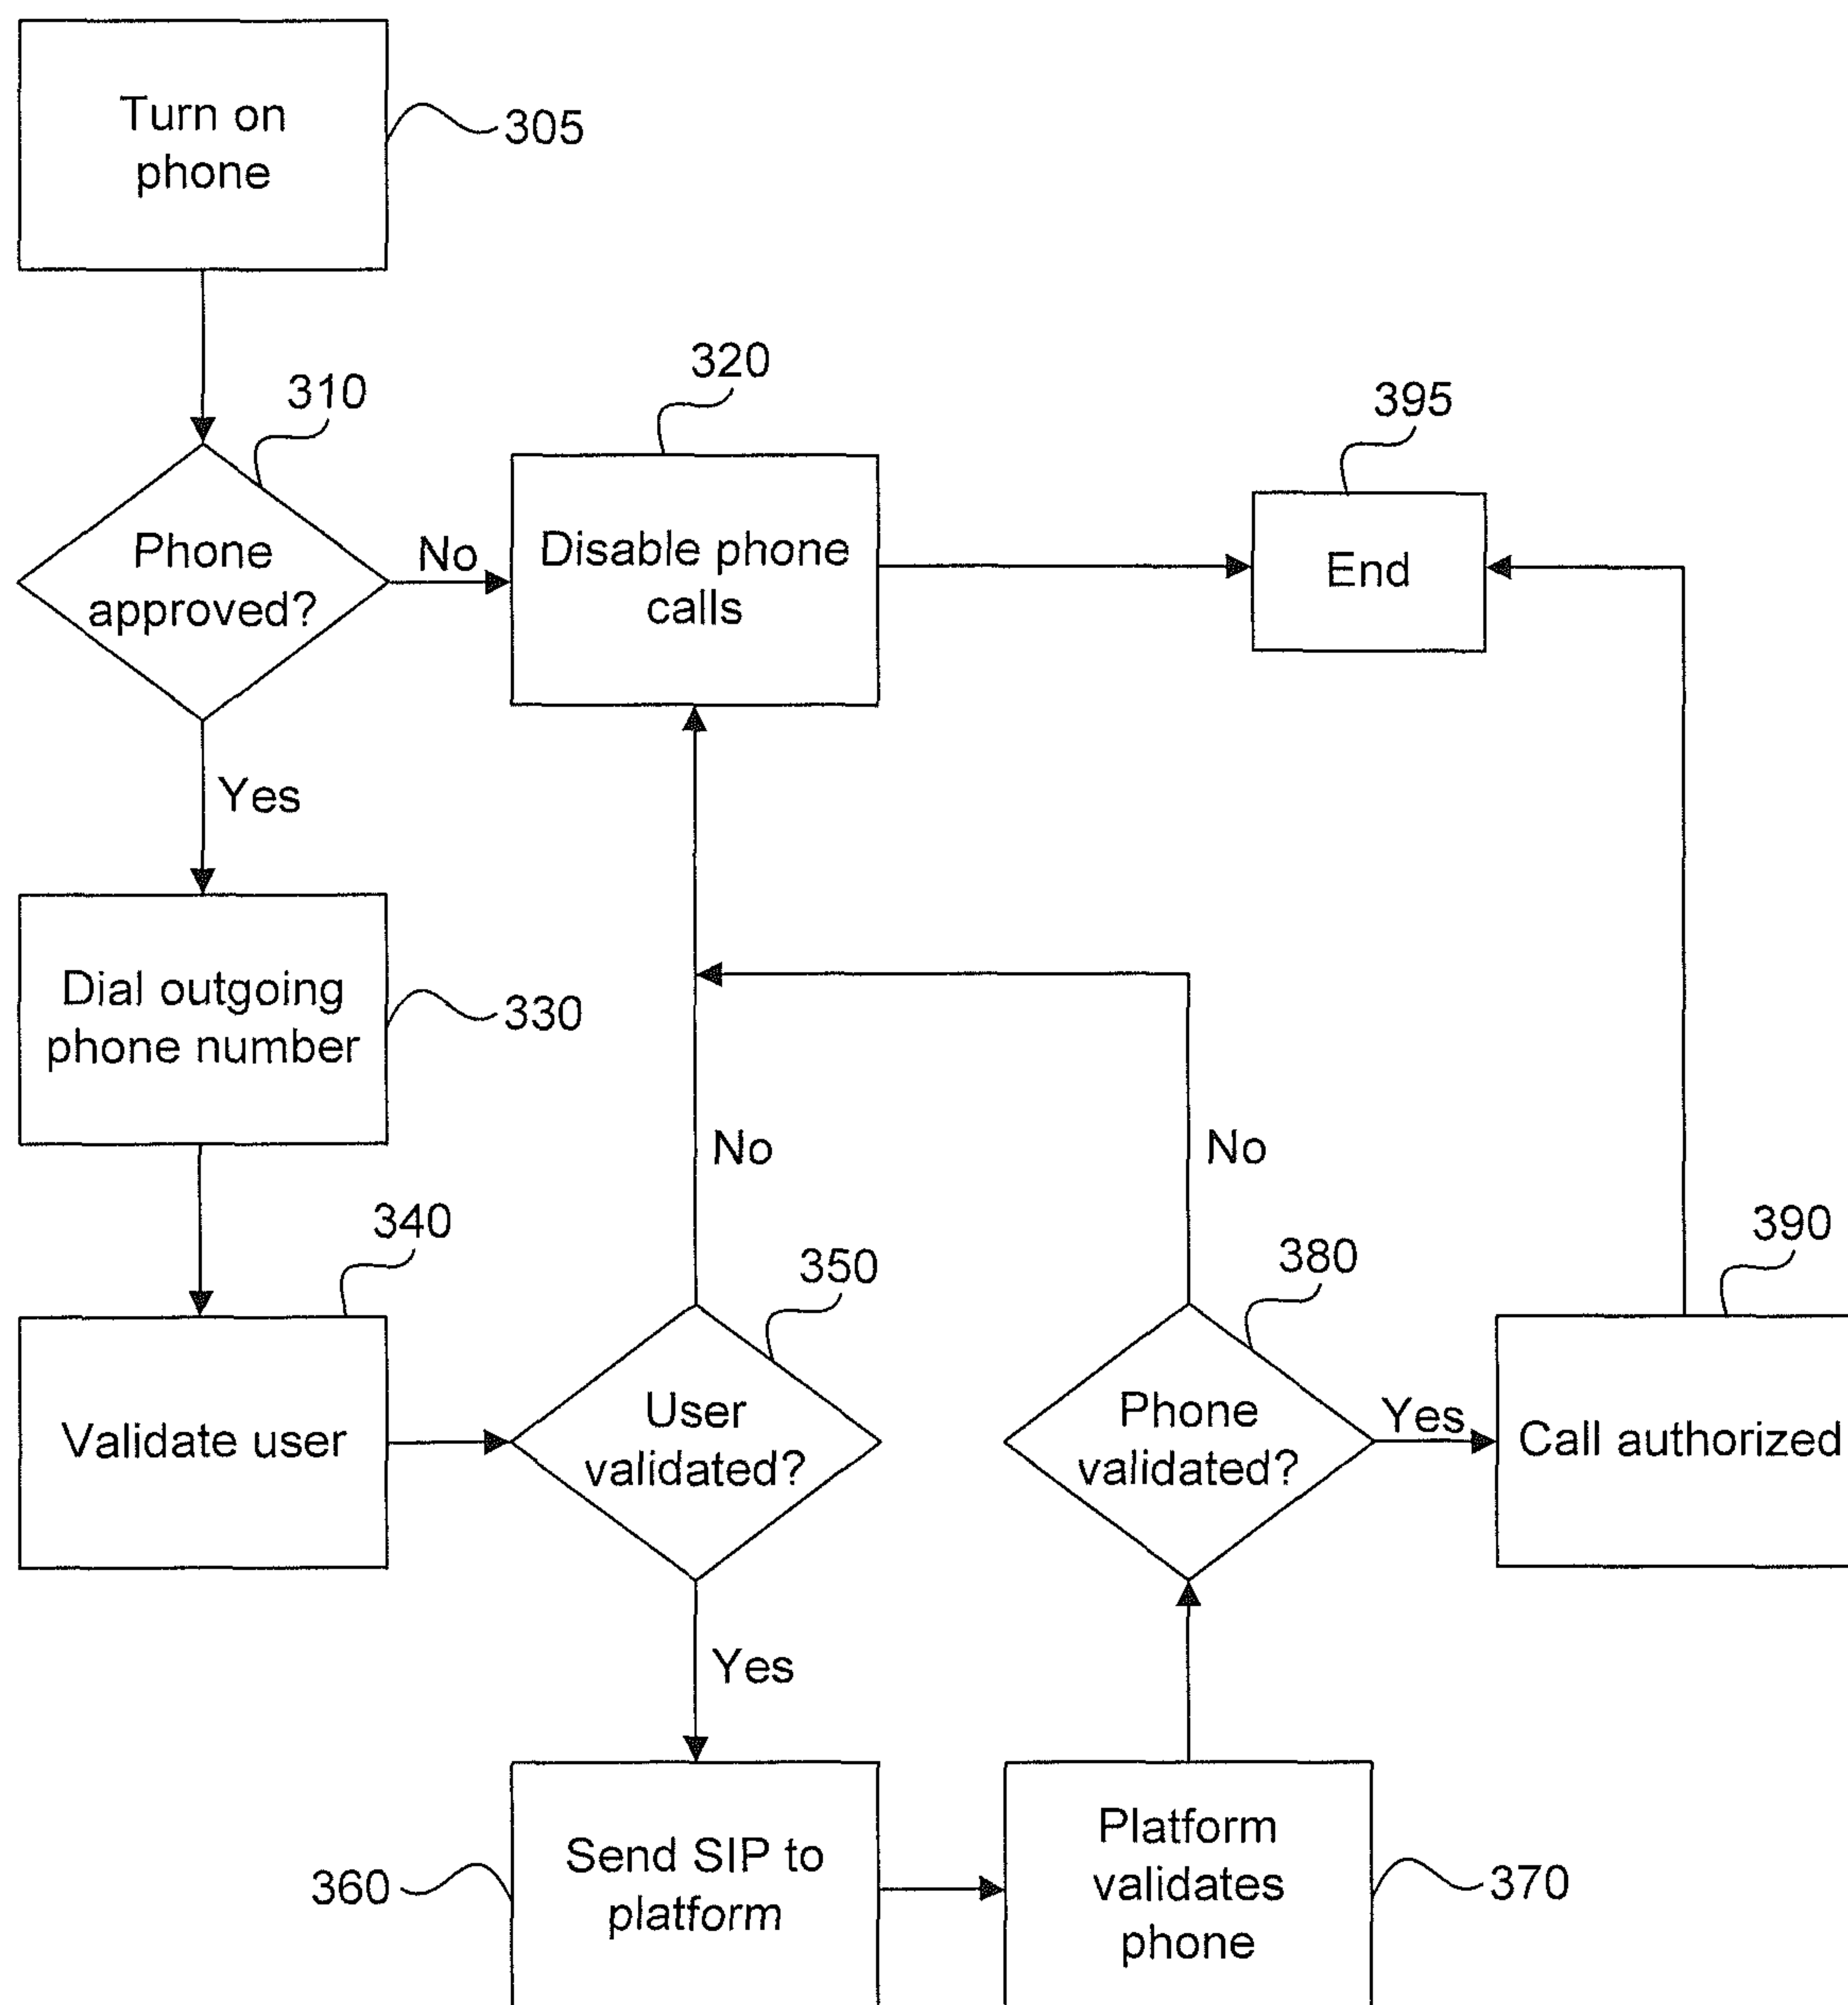 Turn on
phone
305
310
Phone
approved?
No
320
Disable phone
calls
395
End
Yes
Dial outgoing
phone number
330
340
Validate user
350
User
validated?
No
Yes
360
Send SIP to
platform
Platform
validates
phone
370
380
Phone
validated?
No
Yes
390
Call authorized